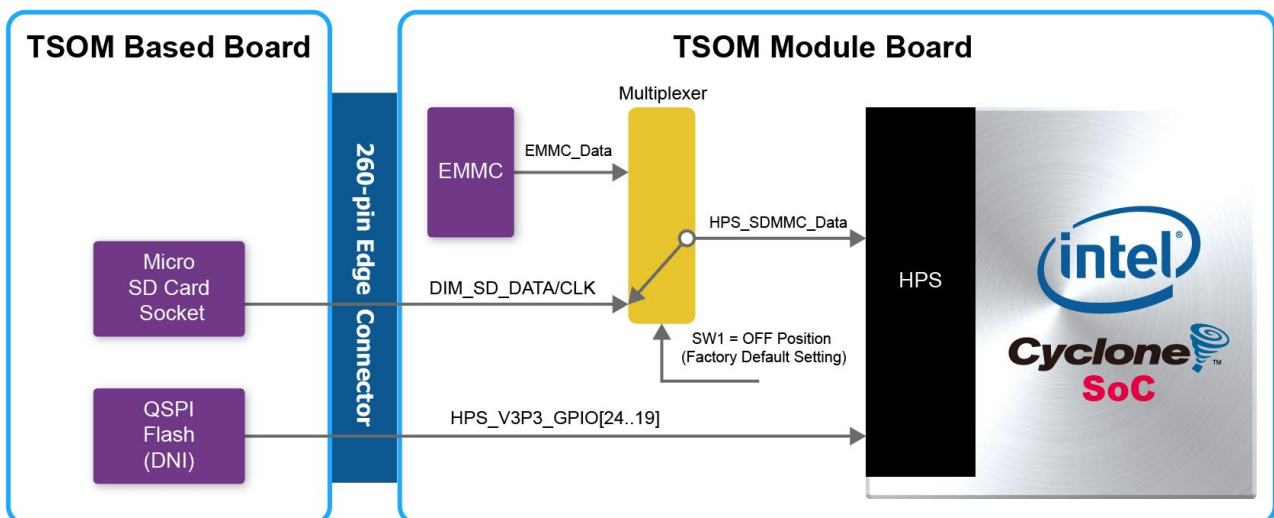 TSOM Based Board
TSOM Module Board
260-pin Edge Connector
Multiplexer
EMMC
EMMC_Data
HPS_SDMMC_Data
Micro
SD Card
Socket
DIM_SD_DATA/CLK
SW1 = OFF Position
(Factory Default Setting)
QSPI
Flash
(DNI)
HPS_V3P3_GPIO[24..19]
HPS
intel®
Cyclone™
SoC